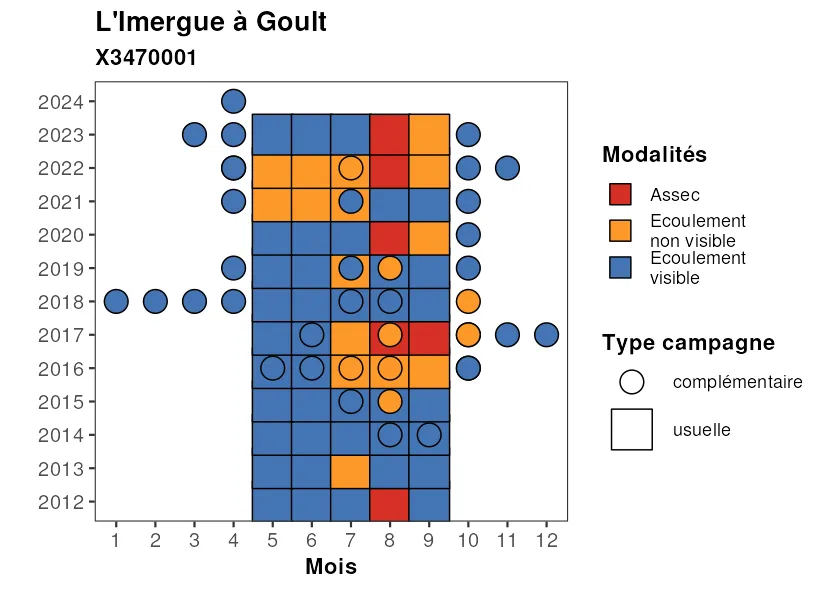 L'Imergue à Goult
X3470001
2024
2023
2022
2021
2020
2019
2018
2017
2016
2015
2014
2013
2012
1 2 3 4 5 6 7 8 9 10 11 12
Mois
Modalités
Assec
Ecoulement
non visible
Ecoulement
visible
Type campagne
complémentaire
usuelle